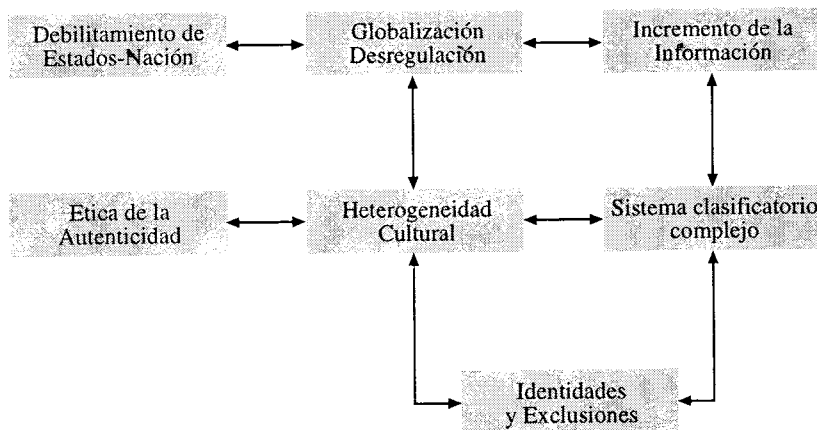 Debilitamiento de
Estados-Nación
Globalización
Desregulación
Incremento de la
Información
Etica de la
Autenticidad
Heterogeneidad
Cultural
Sistema clasificatorio
complejo
Identidades
y Exclusiones